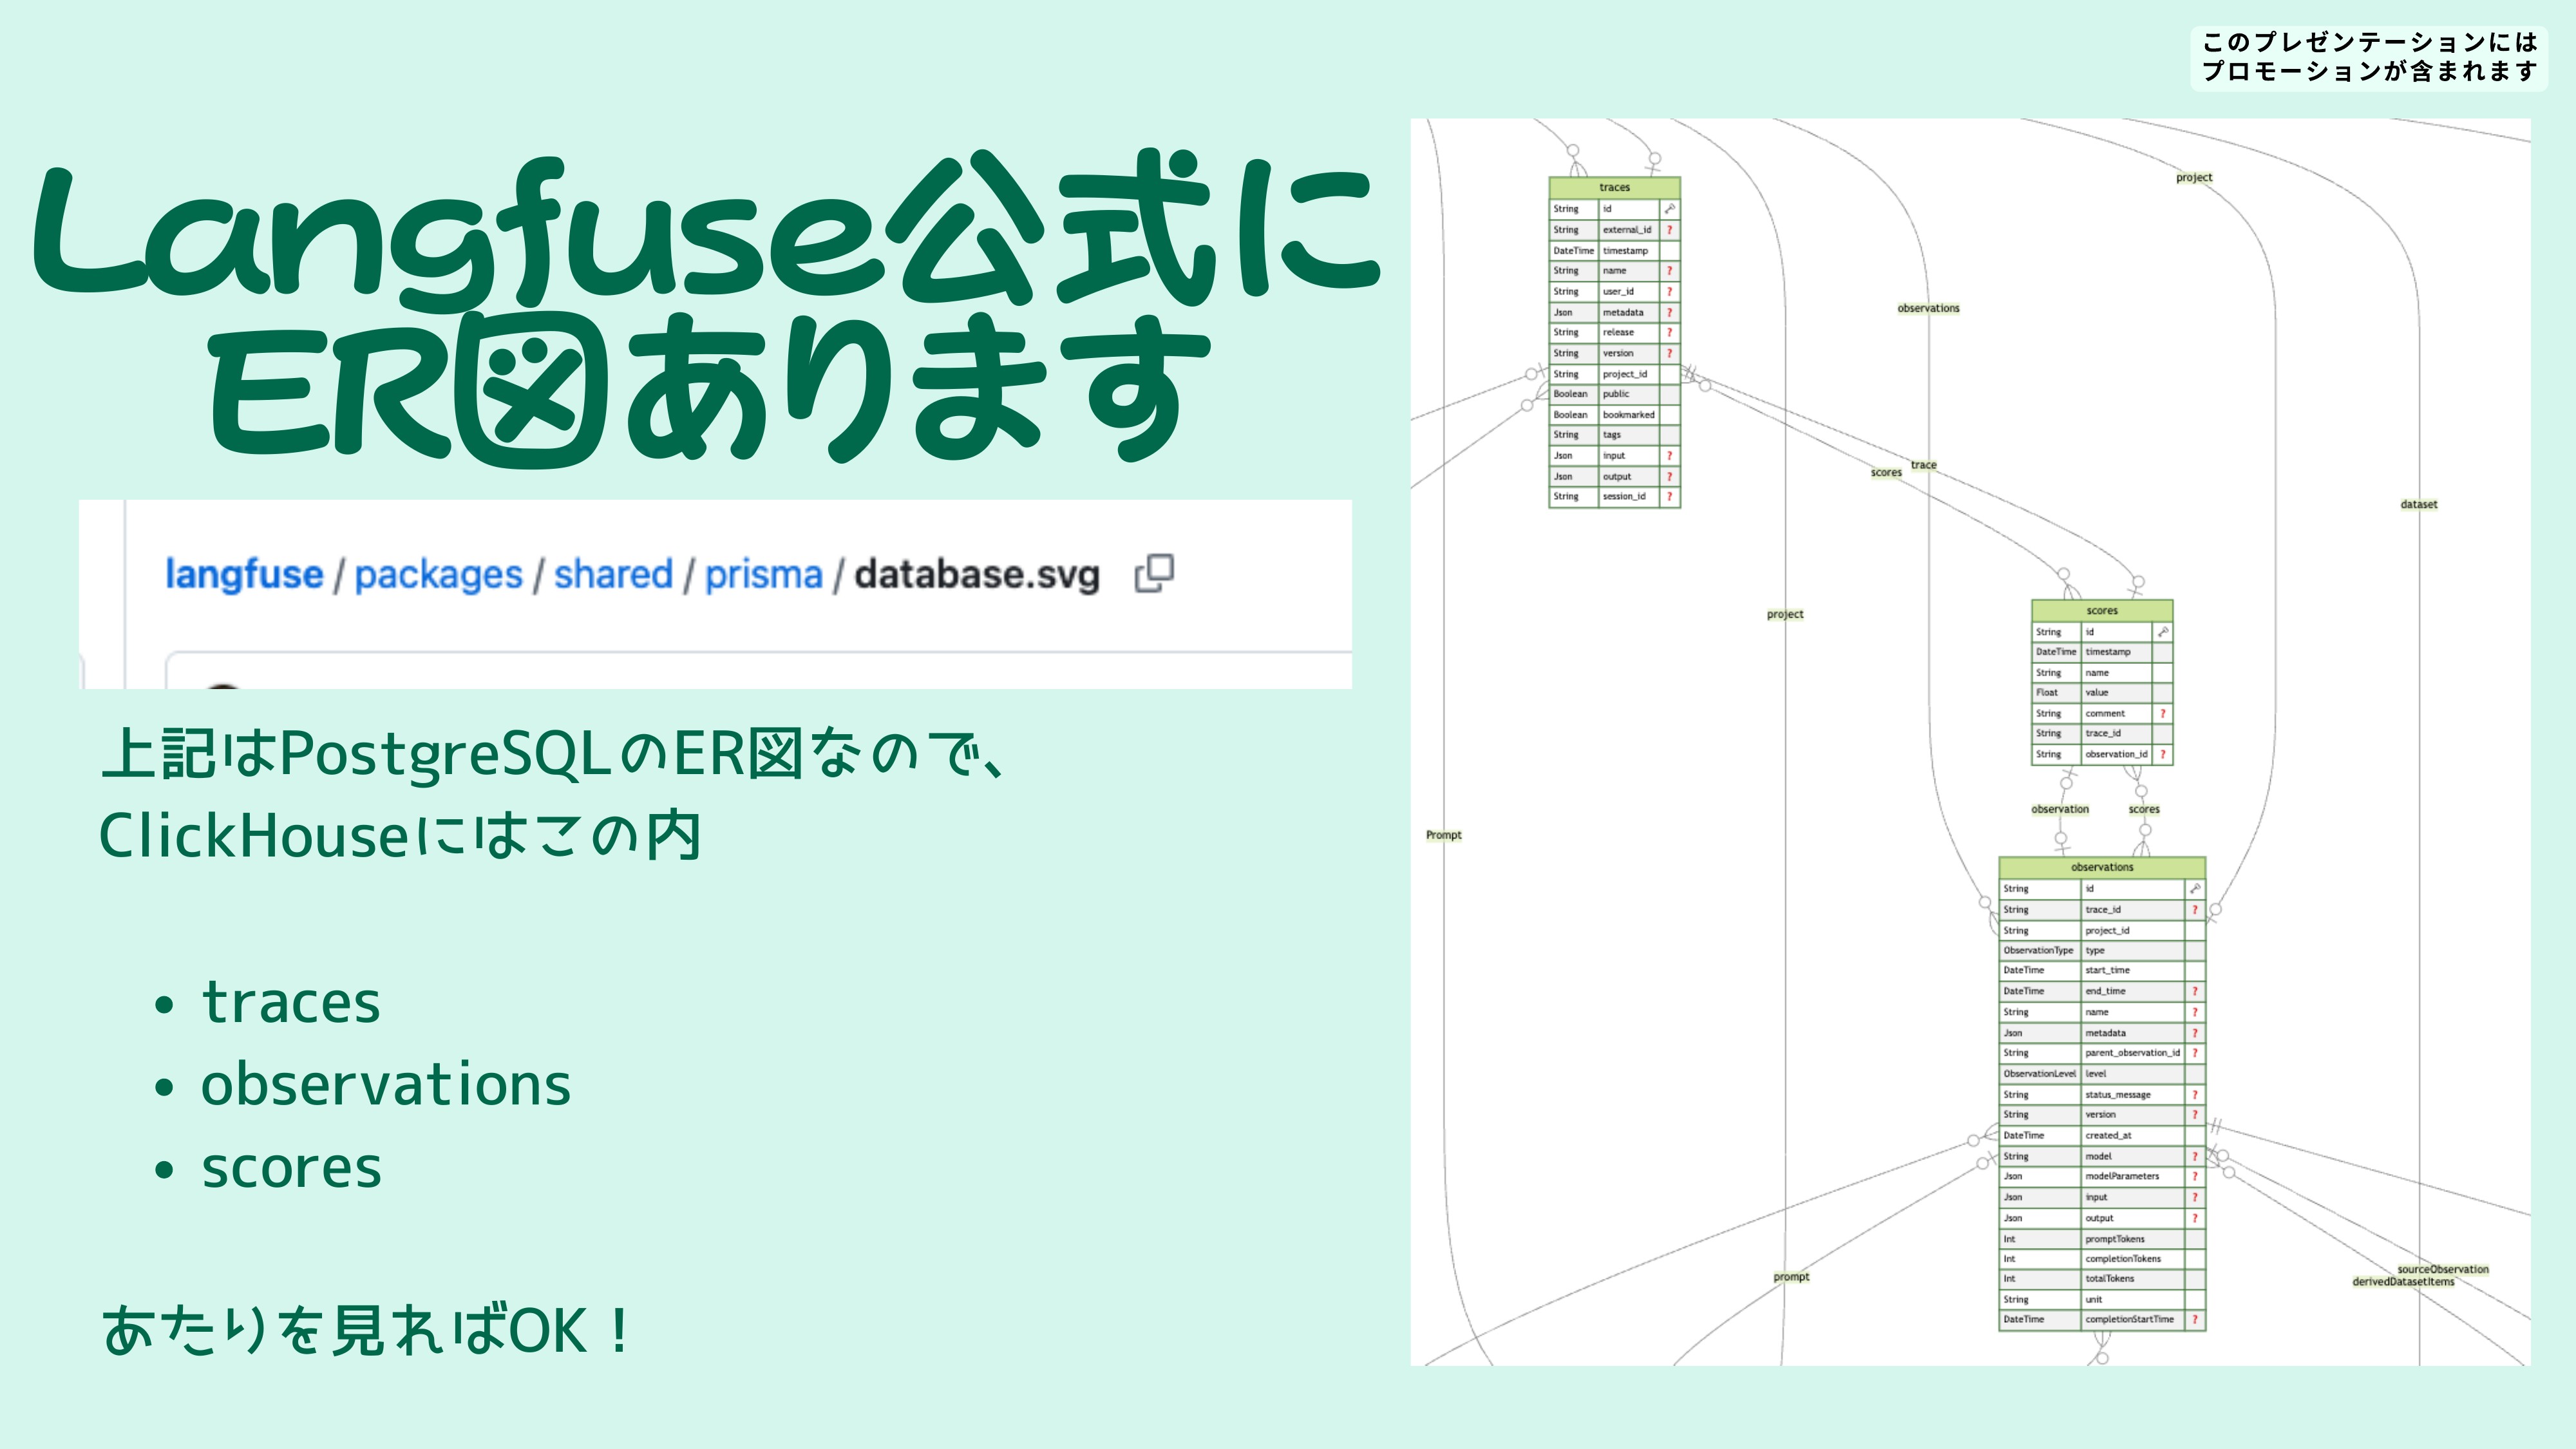 このプレゼンテーションには
プロモーションが含まれます
Langfuse公式に
ER図あります
langfuse / packages / shared / prisma / database.svg
上記はPostgreSQLのER図なので、
ClickHouseにはこの内
• traces
• observations
• scores
あたりを見ればOK！
project
traces
String id
String external_id ?
DateTime timestamp
String name ?
String user_id ?
Json metadata ?
String release ?
String version ?
String project_id
Boolean public
Boolean bookmarked
String tags
Json input ?
Json output ?
String session_id ?
observations
trace
scores
dataset
project
Prompt
scores
String id
DateTime timestamp
String name
Float value
String comment ?
String trace_id
String observation_id ?
observation
scores
observations
String id
String trace_id ?
String project_id
ObservationType type
DateTime start_time
DateTime end_time ?
String name ?
Json metadata ?
String parent_observation_id ?
ObservationLevel level
String status_message ?
String version ?
DateTime created_at
String model ?
Json modelParameters ?
Json input ?
Json output ?
Int promptTokens
Int completionTokens
Int totalTokens
String unit
DateTime completionStartTime ?
prompt
sourceObservation
derivedDatasetItems